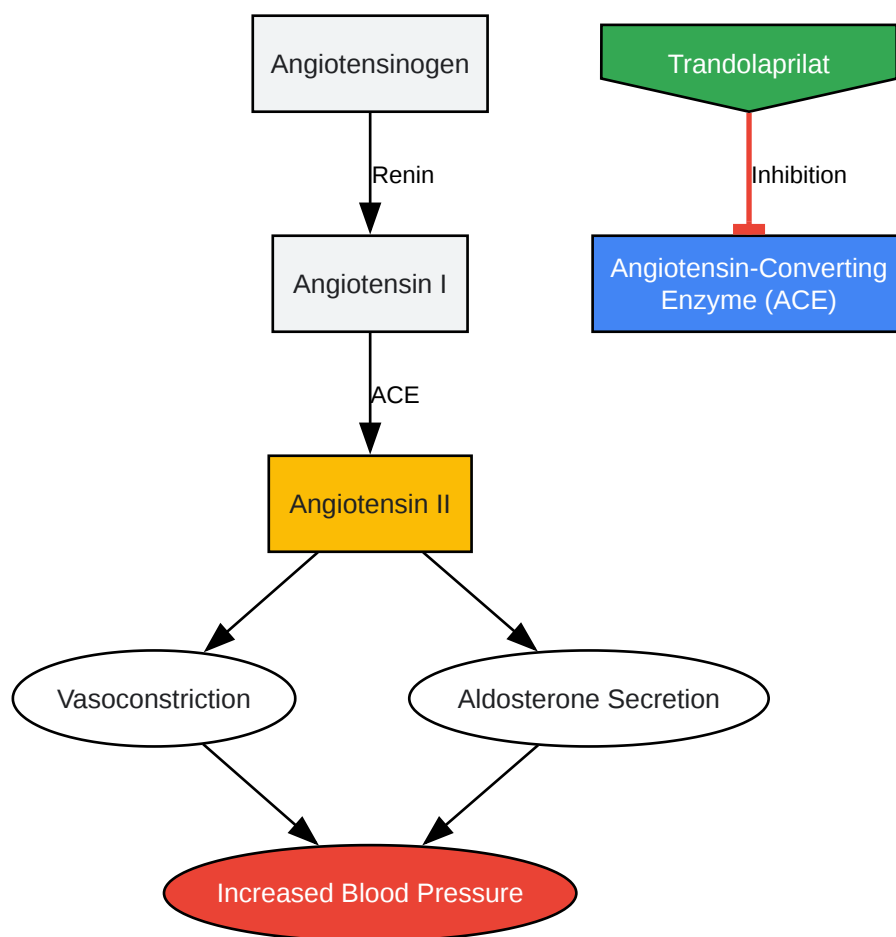 Angiotensinogen
Trandolaprilat
Renin
Inhibition
Angiotensin I
Angiotensin-Converting
Enzyme (ACE)
ACE
Angiotensin II
Vasoconstriction
Aldosterone Secretion
Increased Blood Pressure